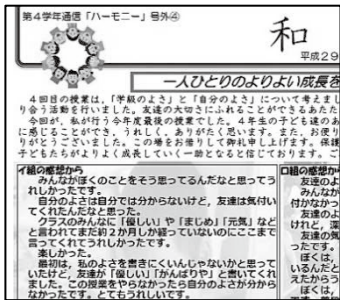 第4学年通信「ハーモニー」号外④
和
平成29
一人ひとりのよりよい成長を
4回目の授業は、「学級のよさ」と「自分のよさ」について考えまし
り合う活動を行いました。友達の大切さにふれることができるあたた
今回が、私が行う今年度最後の授業でした。4年生の子ども達のあ
に感じることができ、うれしく、ありがたく思います。また、お便り
りがとうございました。この場をお借りして御礼申し上げます。保護
子どもたちがよりよく成長していく一助となると信じております。ご
イ組の感想から
みんながぼくのことをそう思ってるんだなと思ってう
れしかったです。
自分のよさは自分では分からないけど、友達は気付い
てくれたんだなと思った。
クラスのみんなに「優しい」や「まじめ」「元気」など
と言われてまだ約2か月しか経っていないのにここまで
言ってくれてうれしかったです。
楽しかった。
最初は、私のよさを書きにくいんじゃないかと思って
いたけど、友達が「優しい」「がんばりや」と書いてくれ
ました。この授業をやらなかったら自分のよさが分から
なかったです。とてもうれしいです。
ロ組の感想から
友達のよ
みんなが
付かなかっ
友達のよ
けれど、深
友達の気
ったです。
ぼくは、
いるんだと
えたからう
ぼくは、